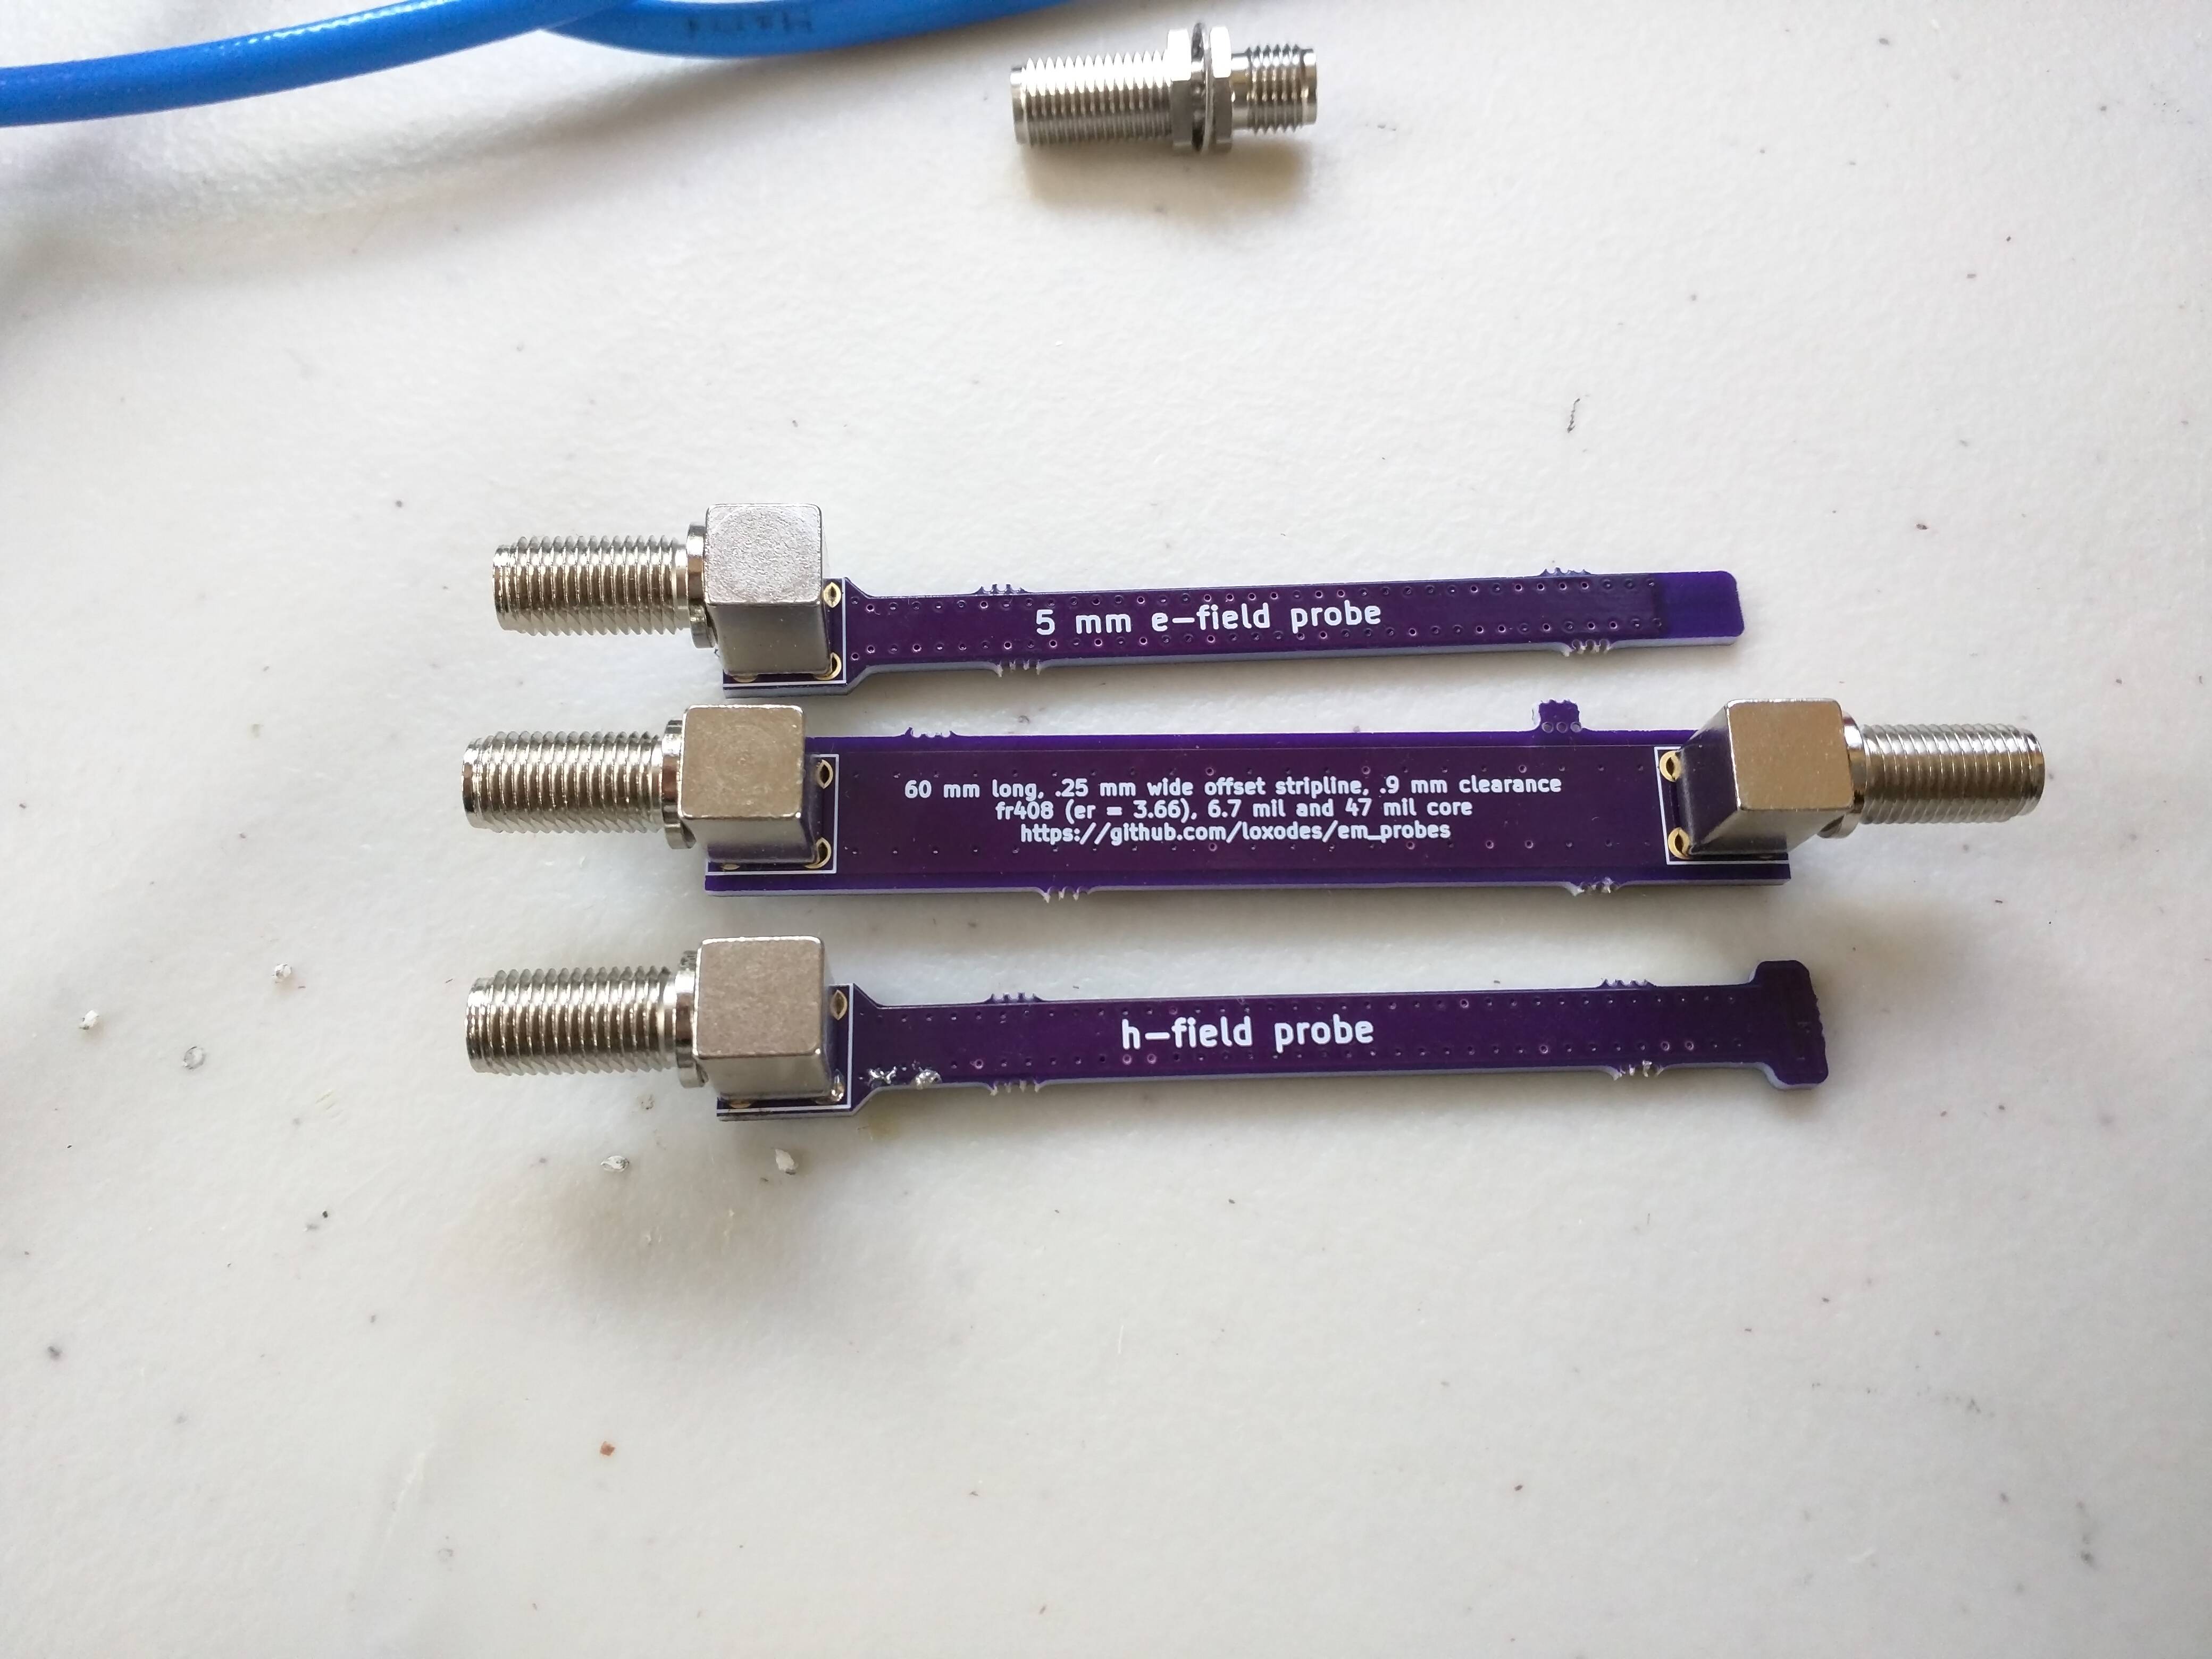 5 mm e-field probe
60 mm long, .25 mm wide offset stripline, .9 mm clearance
fr408 (er = 3.66), 6.7 mil and 47 mil core
https://github.com/loxodes/em_probes
h-field probe